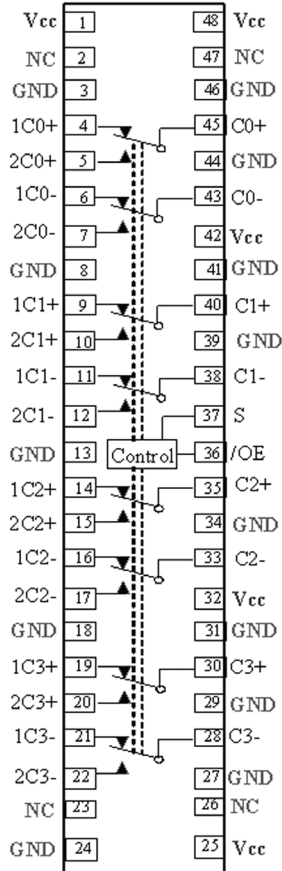 Vcc 1 48 Vcc
NC 2 47 NC
GND 3 46 GND
1C0+ 4 45 C0+
2C0+ 5 44 GND
1C0- 6 43 C0-
2C0- 7 42 Vcc
GND 8 41 GND
1C1+ 9 40 C1+
2C1+ 10 39 GND
1C1- 11 38 C1-
2C1- 12 37 S
GND 13 Control 36 /OE
1C2+ 14 35 C2+
2C2+ 15 34 GND
1C2- 16 33 C2-
2C2- 17 32 Vcc
GND 18 31 GND
1C3+ 19 30 C3+
2C3+ 20 29 GND
1C3- 21 28 C3-
2C3- 22 27 GND
NC 23 26 NC
GND 24 25 Vcc